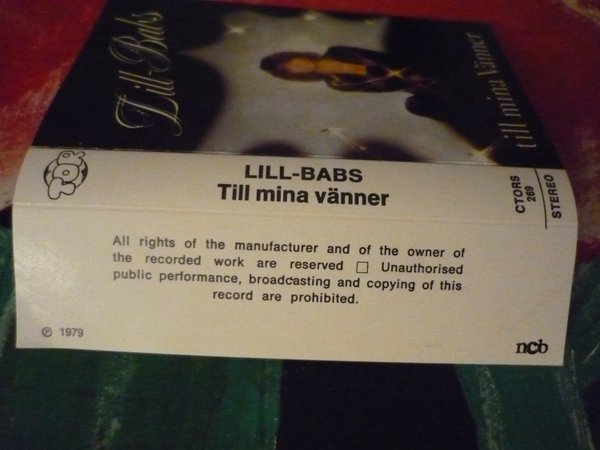 Lill-Babs
till mina Vänner
TOR
LILL-BABS
Till mina vänner
CTORS
269
STEREO
All rights of the manufacturer and of the owner of
the recorded work are reserved □ Unauthorised
public performance, broadcasting and copying of this
record are prohibited.
℗ 1979
ncb